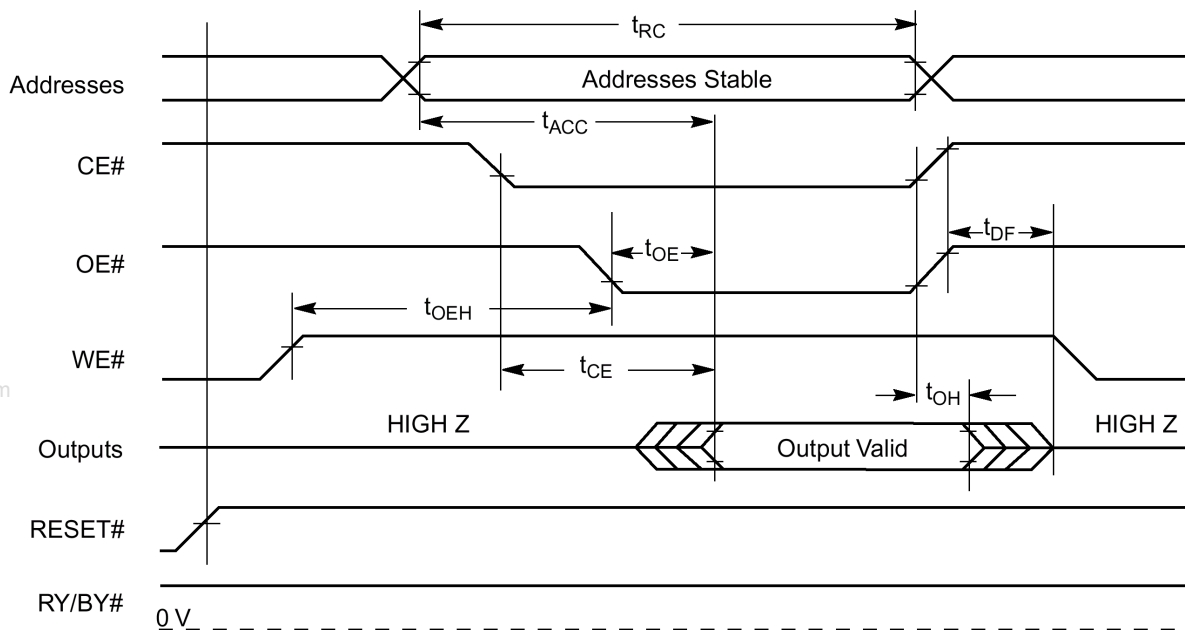 tRC
Addresses
Addresses Stable
tACC
CE#
tDF
OE#
tOE
tOEH
WE#
tCE
m
tOH
HIGH Z
HIGH Z
Outputs
Output Valid
RESET#
RY/BY#
0 V